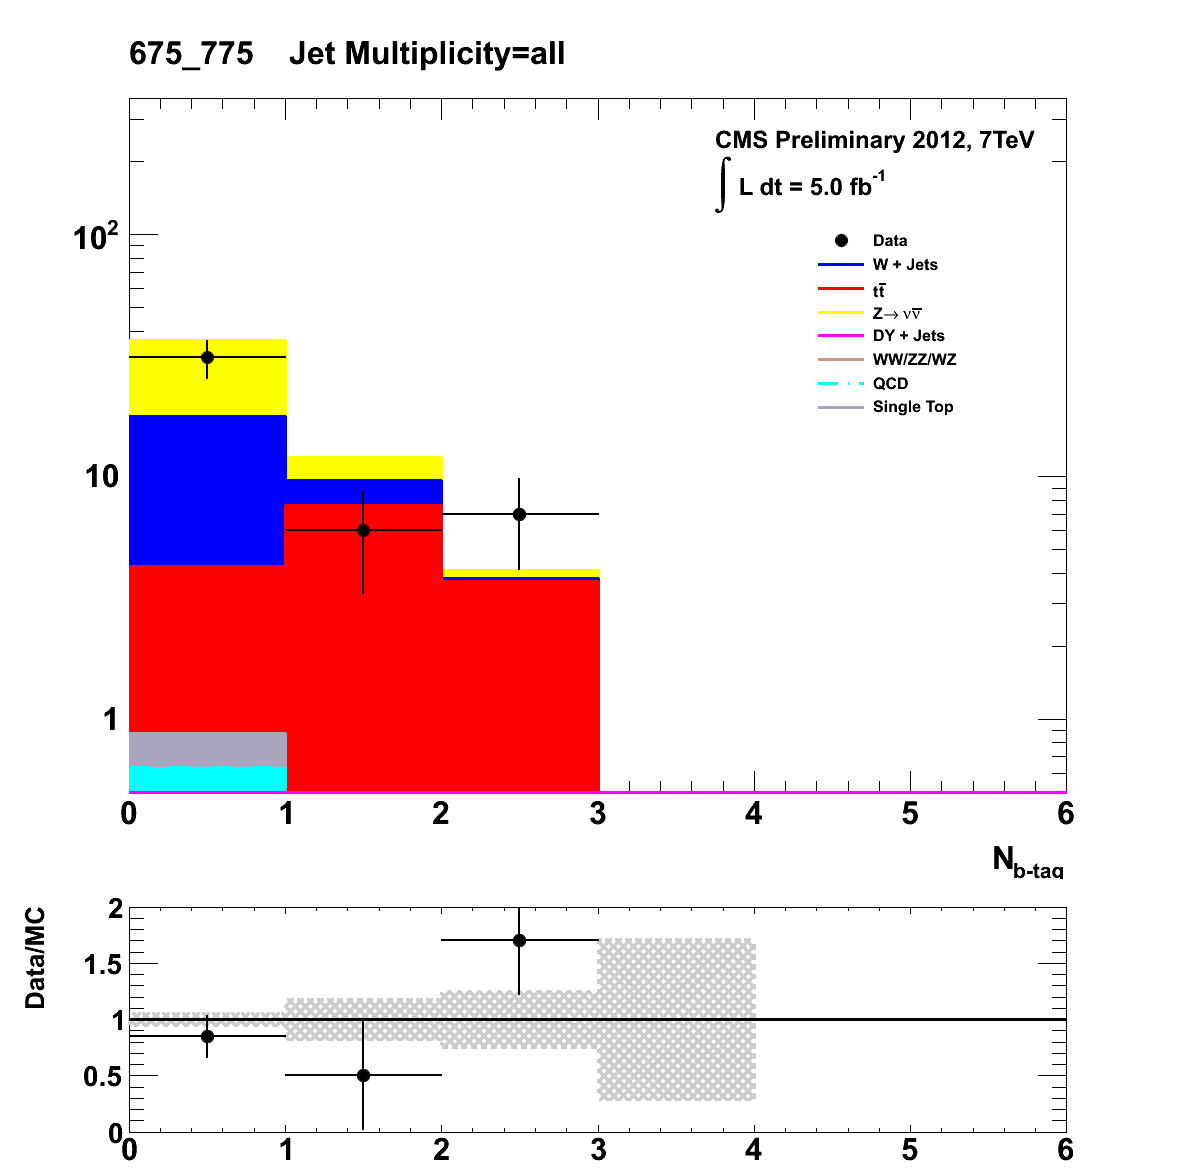 675_775 Jet Multiplicity=all
CMS Preliminary 2012, 7TeV
∫ L dt = 5.0 fb⁻¹
Data
W + Jets
tt̅
Z→ νν̅
DY + Jets
WW/ZZ/WZ
QCD
Single Top
10²
10
1
0 1 2 3 4 5 6
N_b-tag
Data/MC
2
1.5
1
0.5
0
0 1 2 3 4 5 6